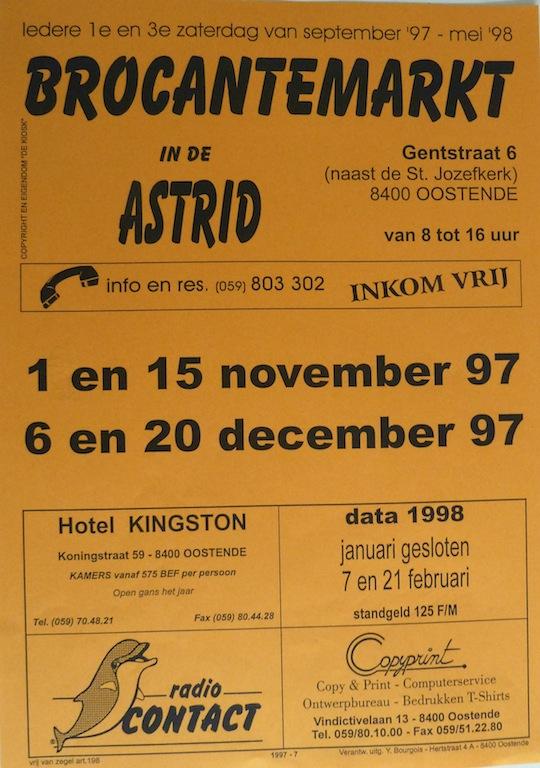 Iedere 1e en 3e zaterdag van september '97 - mei '98
BROCANTEMARKT
IN DE
ASTRID
Gentstraat 6
(naast de St. Jozefkerk)
8400 OOSTENDE
van 8 tot 16 uur
COPYRIGHT EN EIGENDOM "DE KIOSK"
info en res. (059) 803 302
INKOM VRIJ
1 en 15 november 97
6 en 20 december 97
Hotel KINGSTON
Koningstraat 59 - 8400 OOSTENDE
KAMERS vanaf 575 BEF per persoon
Open gans het jaar
Tel. (059) 70.48.21 Fax (059) 80.44.28
data 1998
januari gesloten
7 en 21 februari
standgeld 125 F/M
radio
CONTACT
Copyprint
Copy & Print - Computerservice
Ontwerpbureau - Bedrukken T-Shirts
Vindictivelaan 13 - 8400 Oostende
Tel. 059/80.10.00 - Fax 059/51.22.80
vrij van zegel art.198
1997 - 7
Verantw. uitg. Y. Bourgois - Hertstraat 4 A - 8400 Oostende